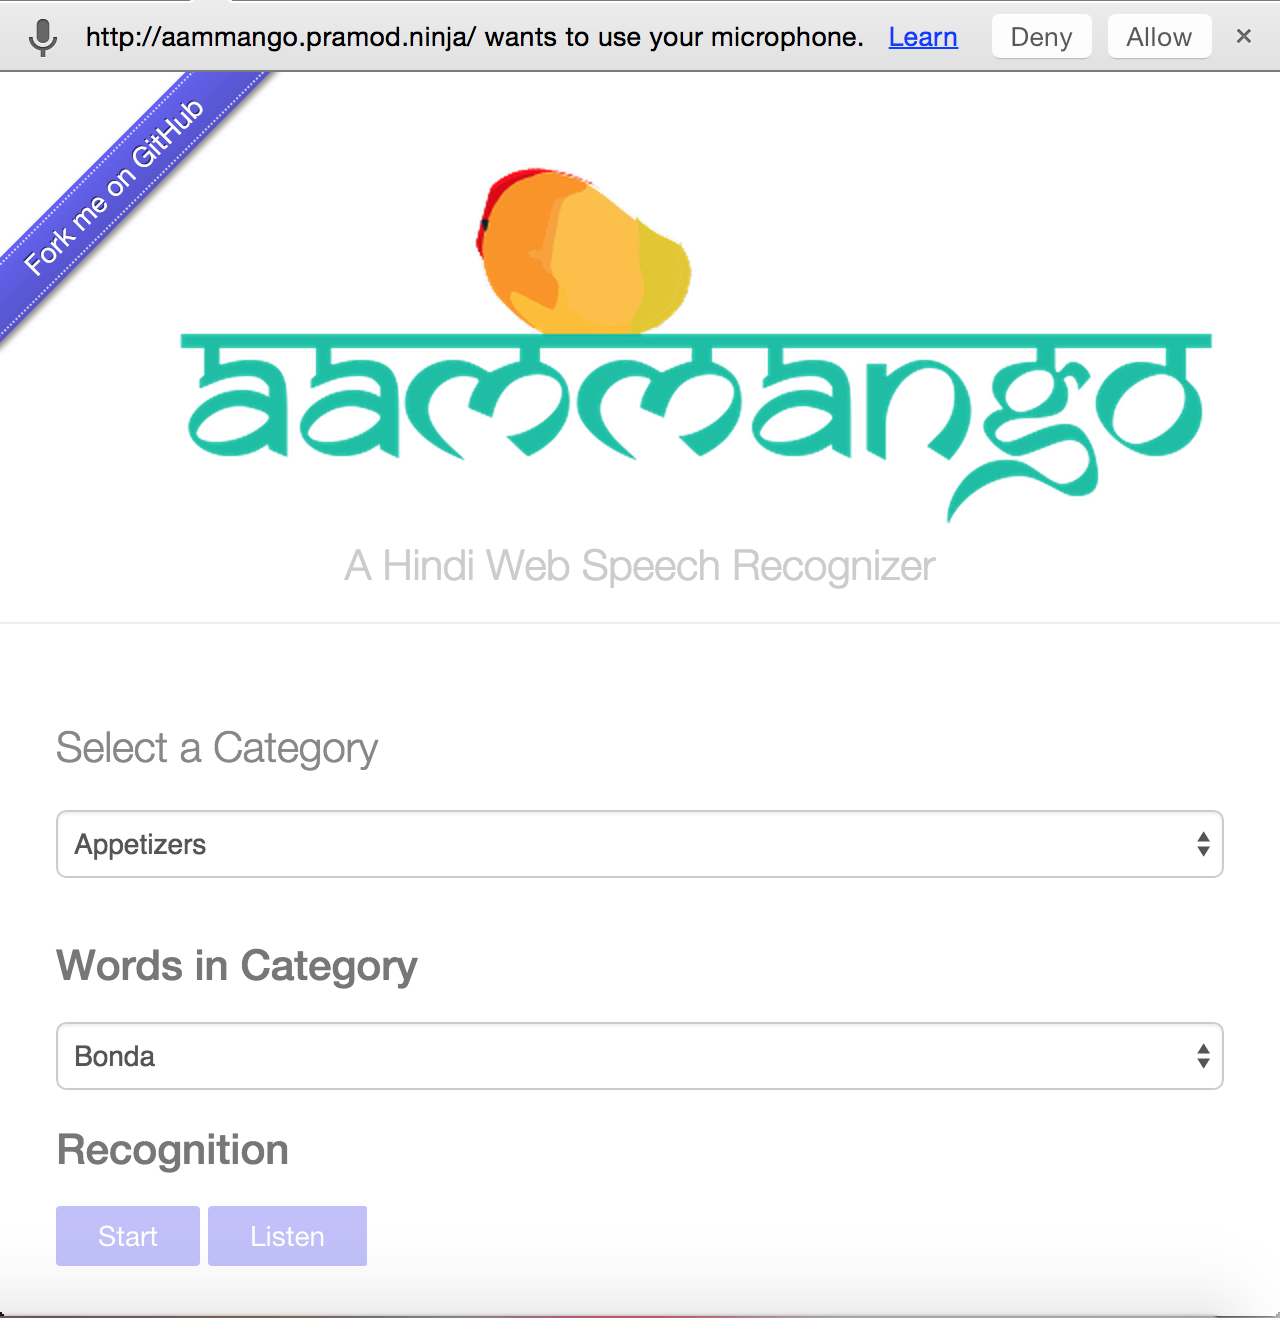 http://aammango.pramod.ninja/ wants to use your microphone. Learn Deny Allow ×
Fork me on GitHub
aammango
A Hindi Web Speech Recognizer
Select a Category
Appetizers
Words in Category
Bonda
Recognition
Start Listen